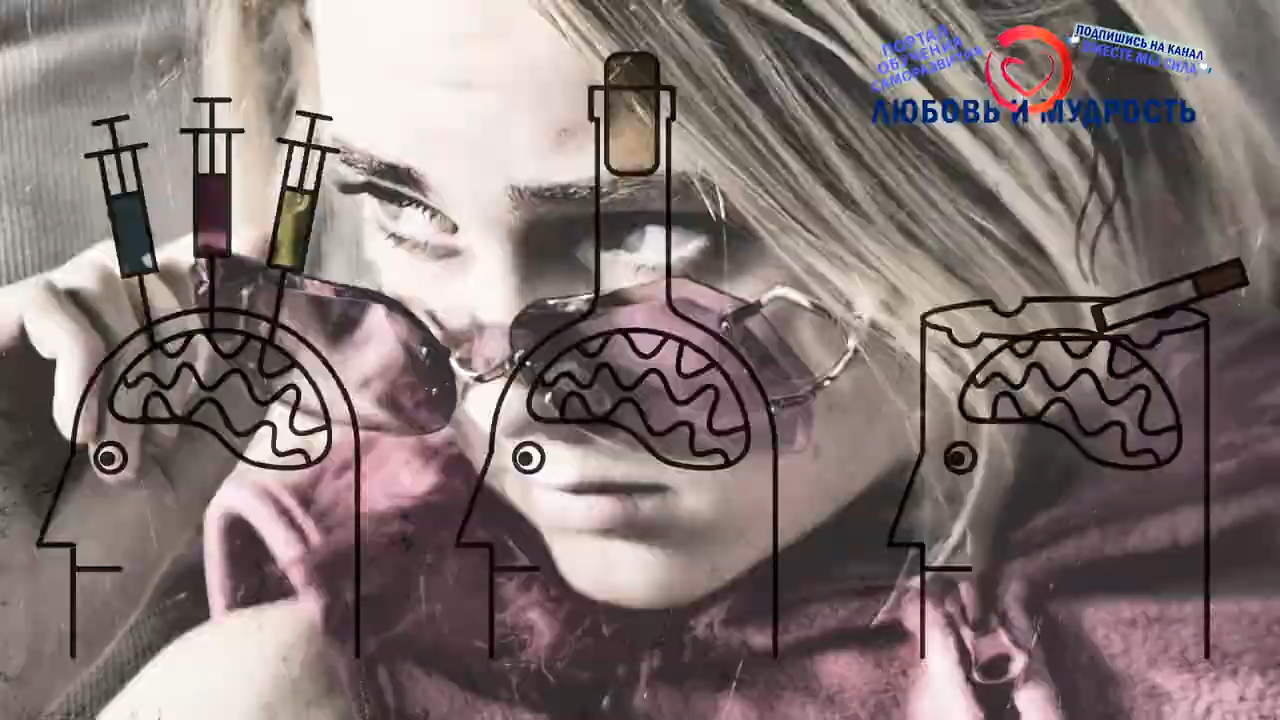 ПОРТАЛ
ОБУЧЕНИЯ
САМОРАЗВИТИЯ
ПОДПИШИСЬ НА КАНАЛ
ВМЕСТЕ МЫ СИЛА
ЛЮБОВЬ И МУДРОСТЬ